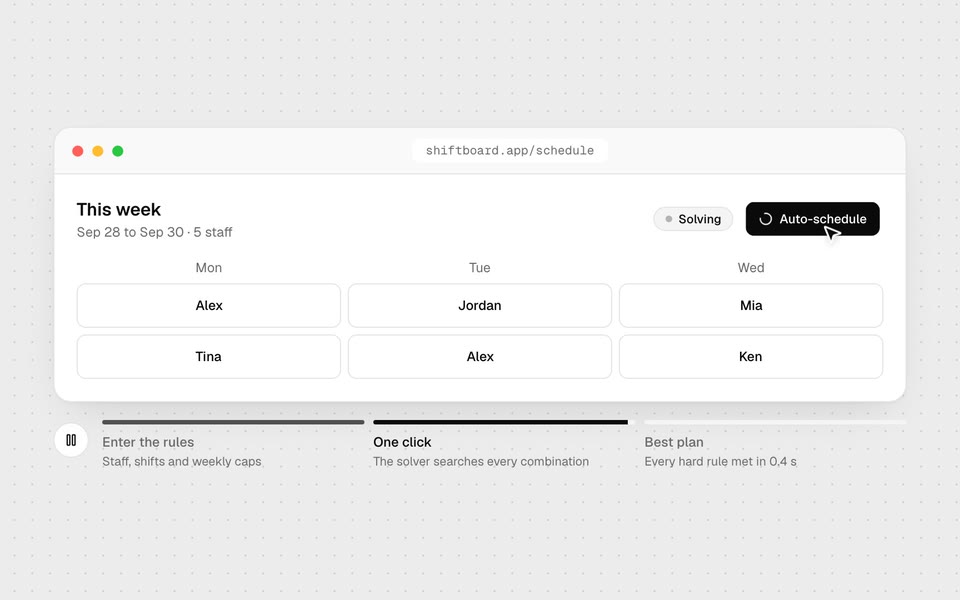 shiftboard.app/schedule
This week
Sep 28 to Sep 30 · 5 staff
Solving
Auto-schedule
Mon
Tue
Wed
Alex
Jordan
Mia
Tina
Alex
Ken
Enter the rules
Staff, shifts and weekly caps
One click
The solver searches every combination
Best plan
Every hard rule met in 0,4 s